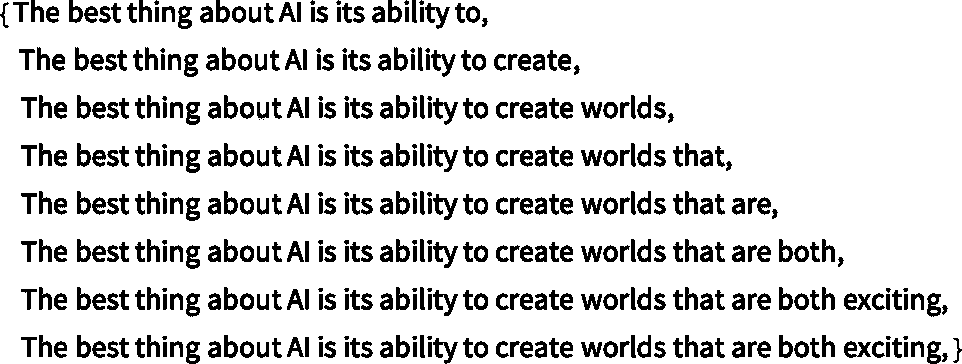 {The best thing about AI is its ability to,
The best thing about AI is its ability to create,
The best thing about AI is its ability to create worlds,
The best thing about AI is its ability to create worlds that,
The best thing about AI is its ability to create worlds that are,
The best thing about AI is its ability to create worlds that are both,
The best thing about AI is its ability to create worlds that are both exciting,
The best thing about AI is its ability to create worlds that are both exciting,}